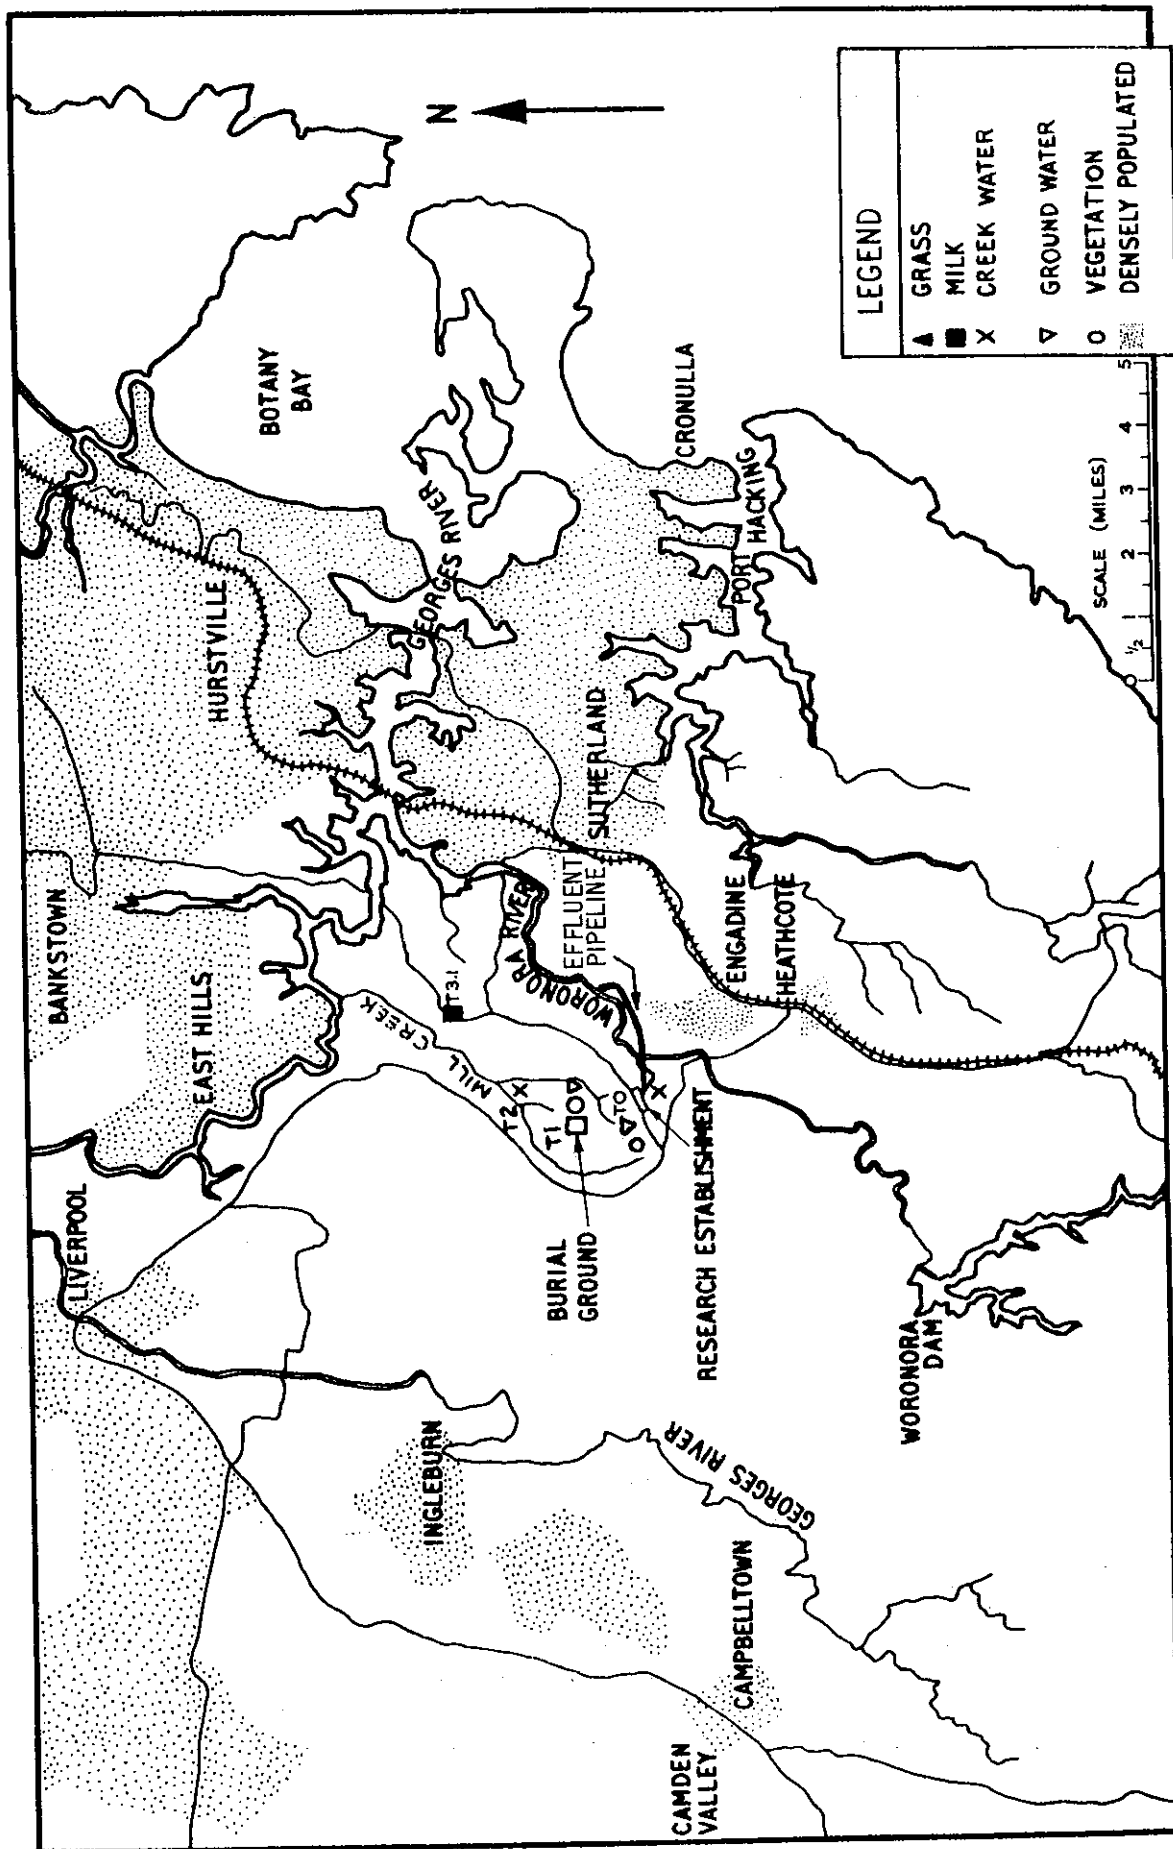 N
LIVERPOOL
BANKSTOWN
EAST HILLS
HURSTVILLE
BOTANY
BAY
GEORGES RIVER
MILL CREEK
T3.1
WORONORA RIVER
EFFLUENT
PIPELINE
SUTHERLAND
CRONULLA
PORT HACKING
T2
T1
T0
BURIAL
GROUND
RESEARCH ESTABLISHMENT
ENGADINE
HEATHCOTE
INGLEBURN
GEORGES RIVER
WORONORA
DAM
CAMPBELLTOWN
CAMDEN
VALLEY
SCALE (MILES)
0 1/2 1 2 3 4 5
LEGEND
▲ GRASS
■ MILK
X CREEK WATER
▽ GROUND WATER
O VEGETATION
DENSELY POPULATED